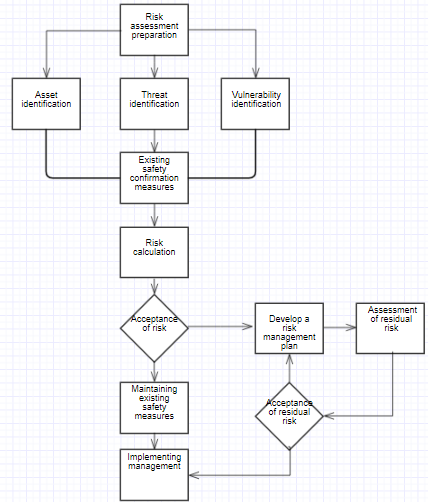 Risk
assessment
preparation
Asset
identification
Threat
identification
Vulnerability
identification
Existing
safety
confirmation
measures
Risk
calculation
Acceptance
of risk
Develop a
risk
management
plan
Assessment
of residual
risk
Maintaining
existing
safety
measures
Acceptance
of residual
risk
Implementing
management